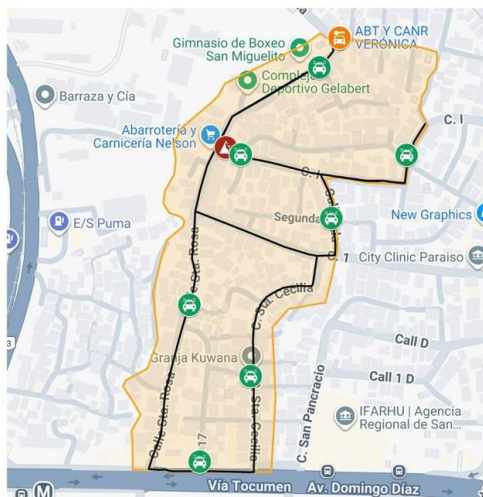 ABT Y CANR
VERÓNICA
Gimnasio de Boxeo
San Miguelito
Complejo
Deportivo Gelabert
Barraza y Cía
Abarrotería y
Carnicería Nelson
C. I
C. I
New Graphics
Segunda
E/S Puma
e Sta. Rosa
C. 1
City Clinic Paraiso
C. Sta. Cecilia
3
Call D
Granja Kuwana
Call 1 D
Calle Sta. Rosa
Sta. Cecilia
C. San Pancracio
IFARHU | Agencia
Regional de San...
17
Vía Tocumen
Av. Domingo Díaz
M